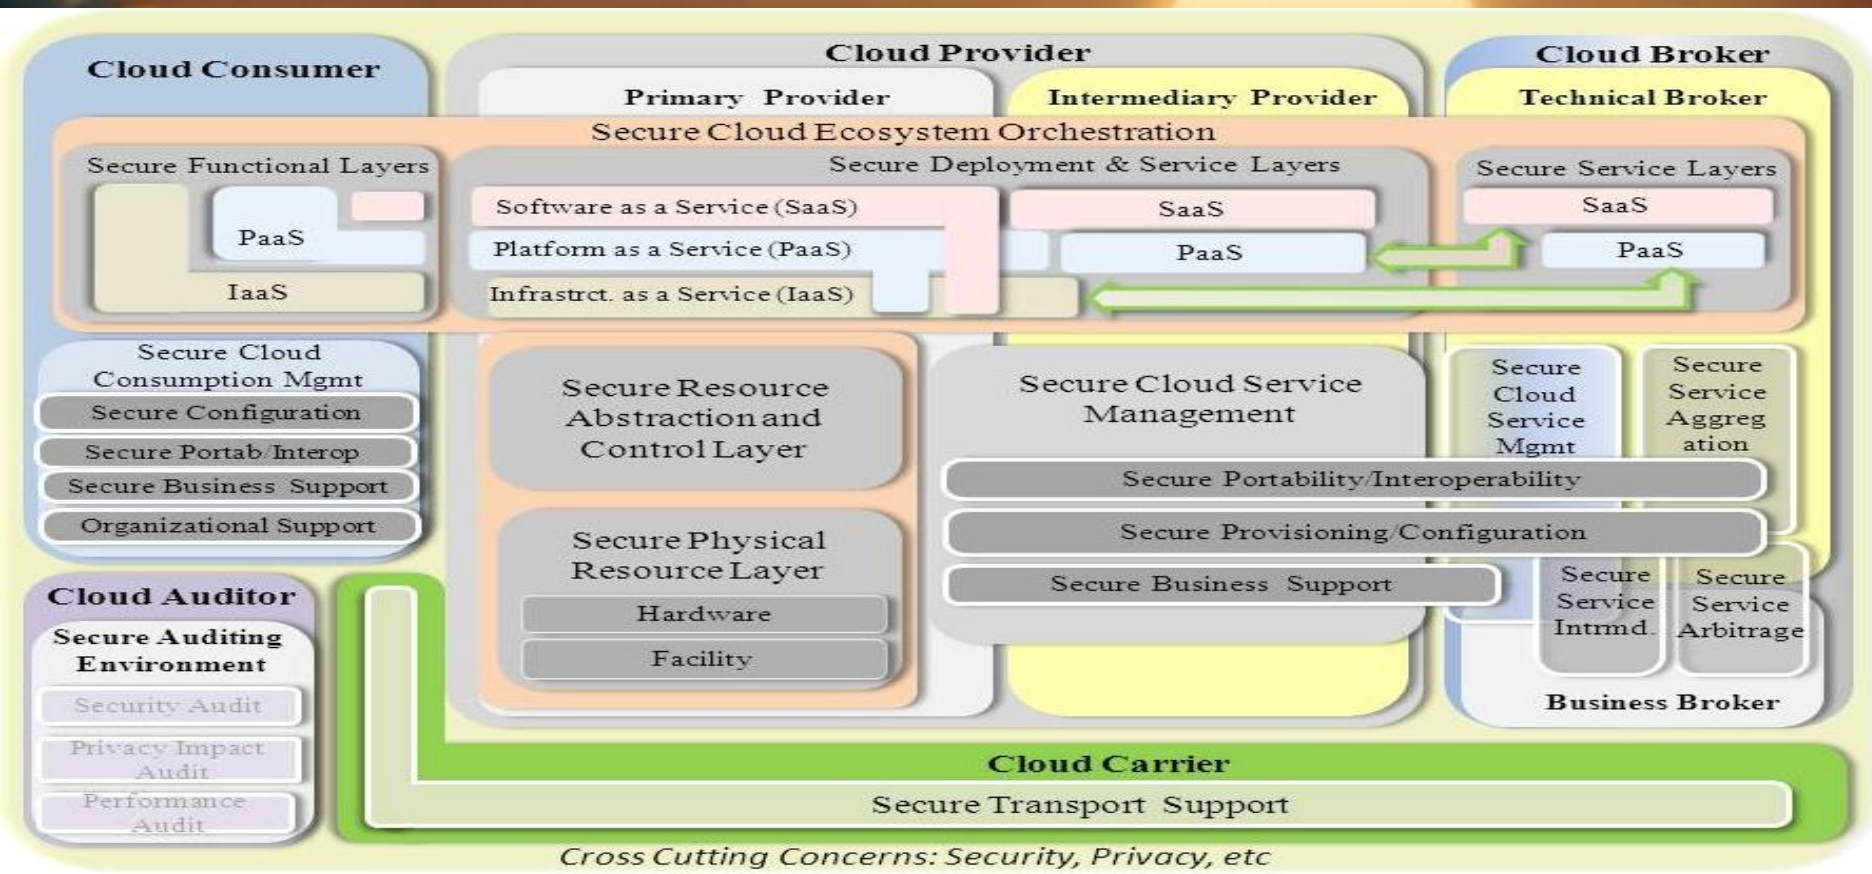 Cloud Consumer
Cloud Provider
Cloud Broker
Primary Provider
Intermediary Provider
Technical Broker
Secure Cloud Ecosystem Orchestration
Secure Functional Layers
PaaS
IaaS
Secure Deployment & Service Layers
Software as a Service (SaaS)
SaaS
Platform as a Service (PaaS)
PaaS
Infrastrct. as a Service (IaaS)
Secure Service Layers
SaaS
PaaS
Secure Cloud
Consumption Mgmt
Secure Configuration
Secure Portab/Interop
Secure Business Support
Organizational Support
Secure Resource
Abstraction and
Control Layer
Secure Physical
Resource Layer
Hardware
Facility
Secure Cloud Service
Management
Secure Portability/Interoperability
Secure Provisioning/Configuration
Secure Business Support
Secure
Cloud
Service
Mgmt
Secure
Service
Aggreg
ation
Secure
Service
Intrmd.
Secure
Service
Arbitrage
Business Broker
Cloud Auditor
Secure Auditing
Environment
Security Audit
Privacy Impact
Audit
Performance
Audit
Cloud Carrier
Secure Transport Support
Cross Cutting Concerns: Security, Privacy, etc